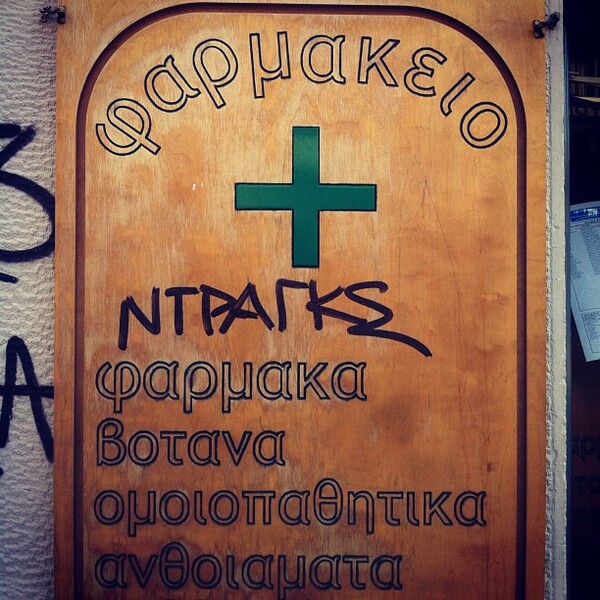 φαρμακειο
ΝΤΡΑΓΚΣ
φαρμακα
βοτανα
ομοιοπαθητικα
ανθοιαματα